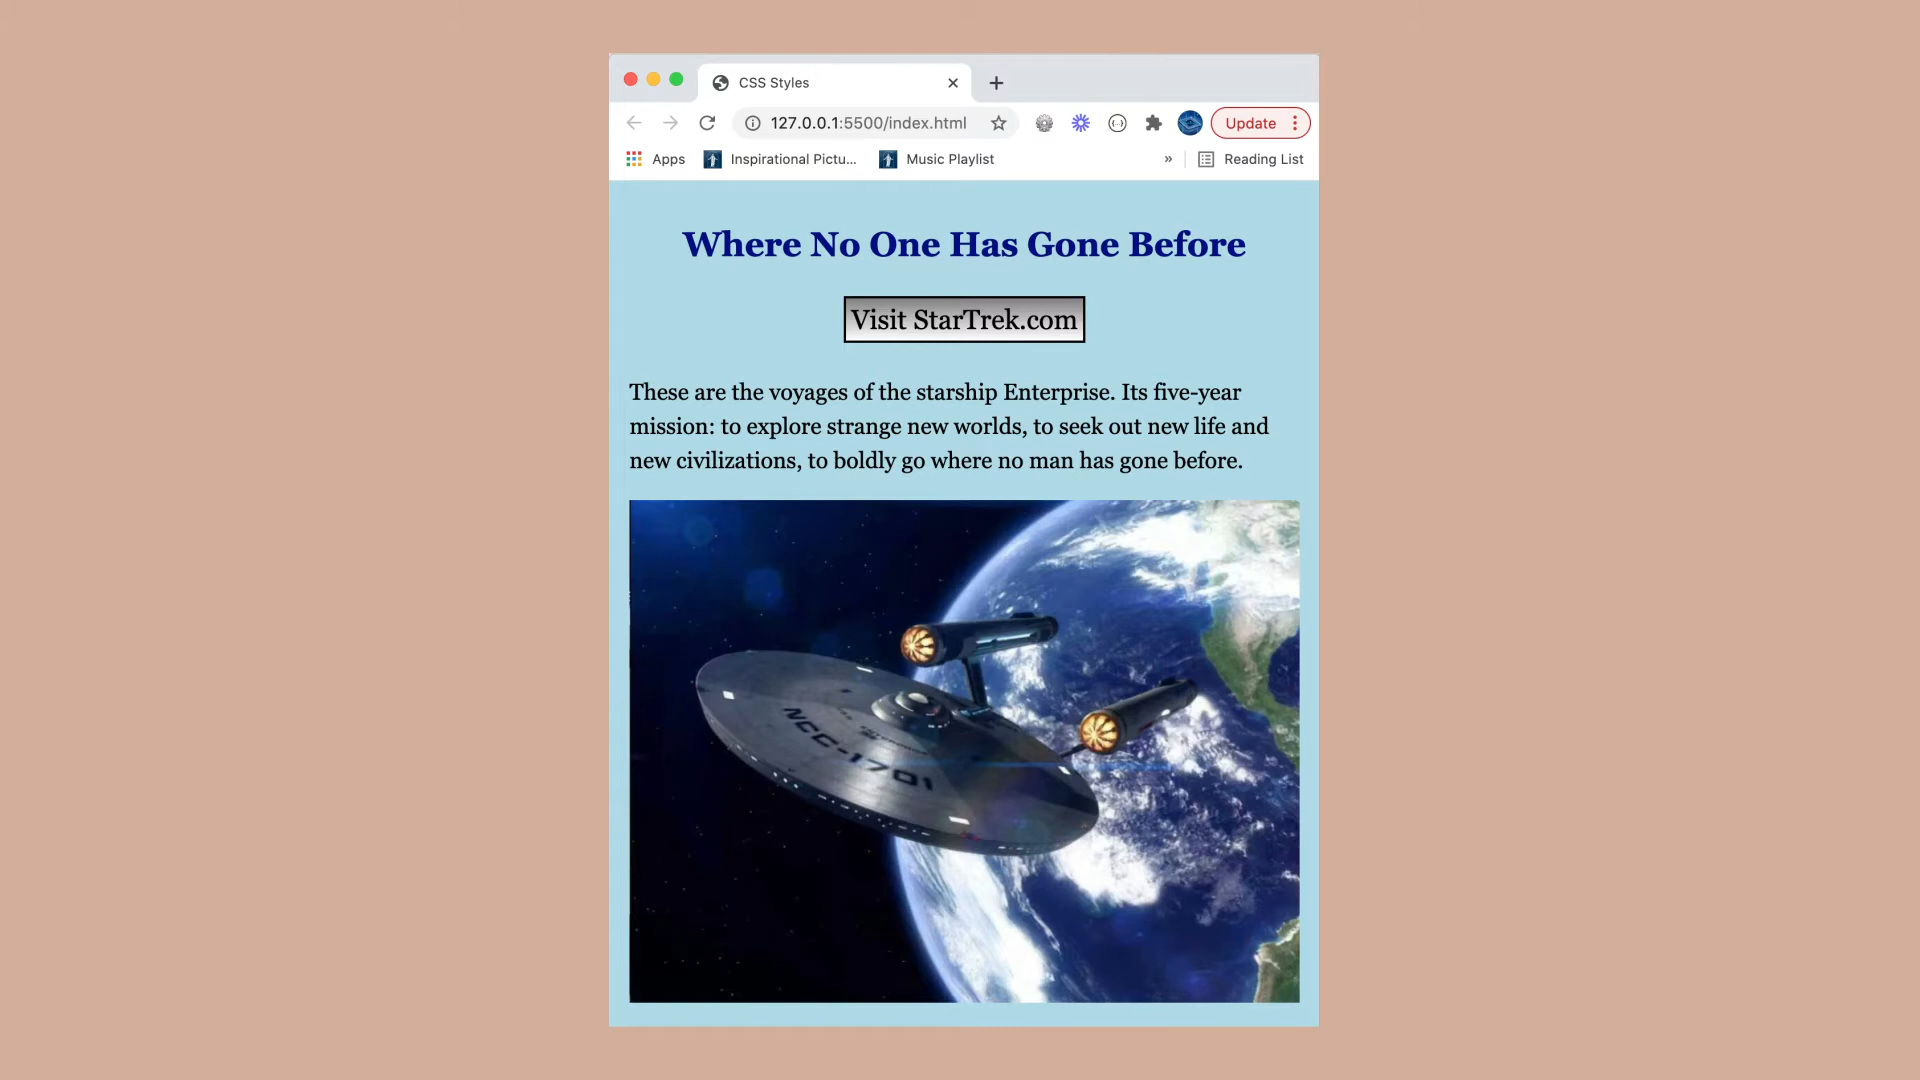 CSS Styles
127.0.0.1:5500/index.html
Update
Apps
Inspirational Pictu...
Music Playlist
»
Reading List
Where No One Has Gone Before
Visit StarTrek.com
These are the voyages of the starship Enterprise. Its five-year
mission: to explore strange new worlds, to seek out new life and
new civilizations, to boldly go where no man has gone before.
NCC-1701